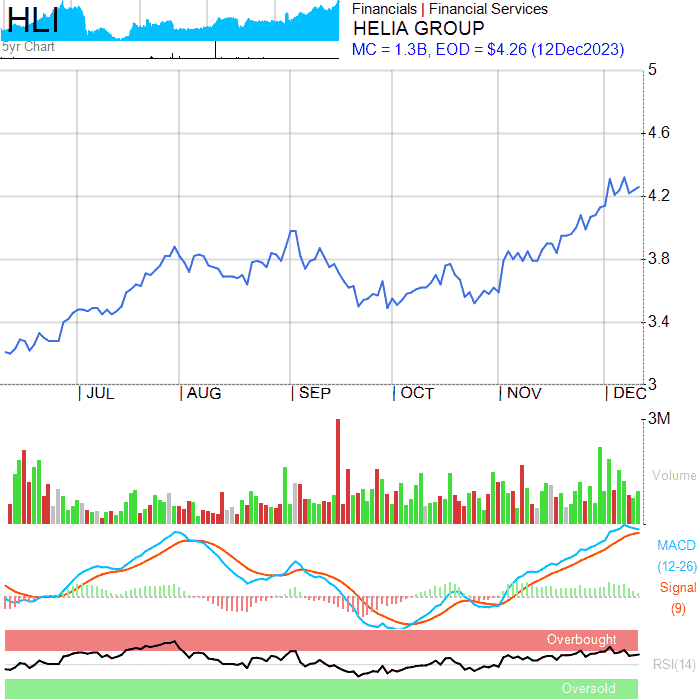 HLI
5yr Chart
Financials | Financial Services
HELIA GROUP
MC = 1.3B, EOD = $4.26 (12Dec2023)
5
4.6
4.2
3.8
3.4
3
| JUL | AUG | SEP | OCT | NOV | DEC
3M
Volume
MACD
(12-26)
Signal
(9)
Overbought
RSI(14)
Oversold